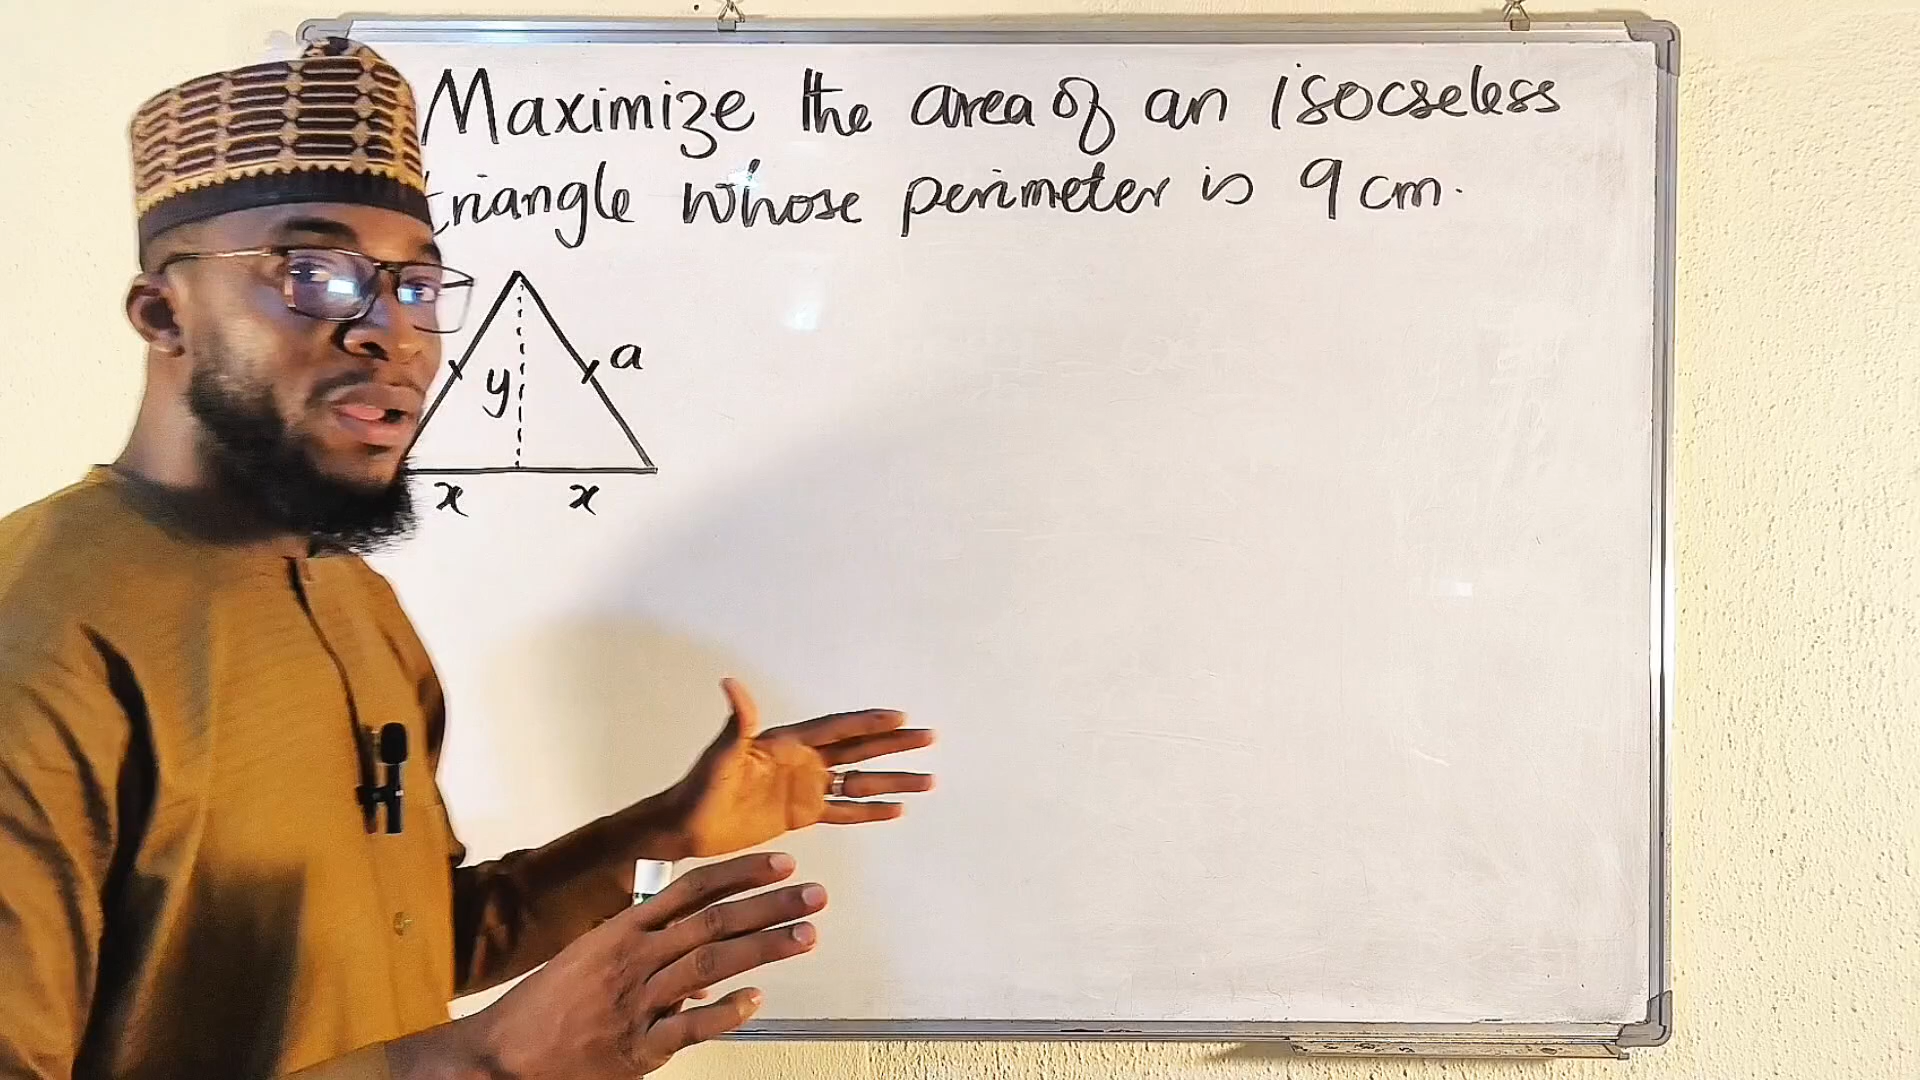 Maximize the area of an isocseless
triangle whose perimeter is 9 cm.
a
y
x x